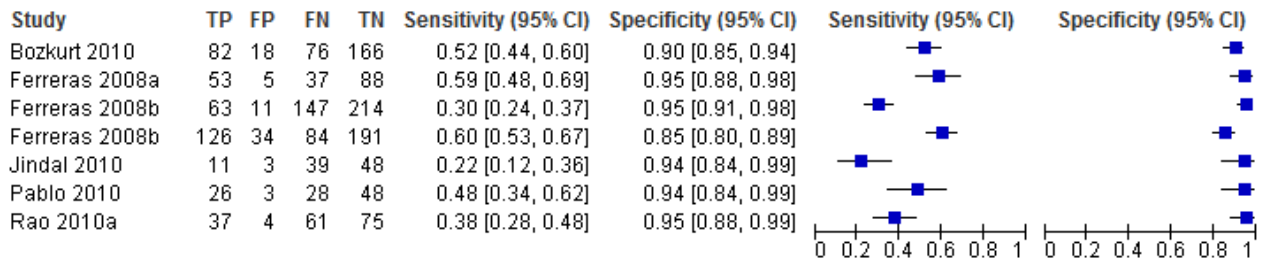 Study TP FP FN TN Sensitivity (95% CI) Specificity (95% CI) Sensitivity (95% CI) Specificity (95% CI)
Bozkurt 2010 82 18 76 166 0.52 [0.44, 0.60] 0.90 [0.85, 0.94]
Ferreras 2008a 53 5 37 88 0.59 [0.48, 0.69] 0.95 [0.88, 0.98]
Ferreras 2008b 63 11 147 214 0.30 [0.24, 0.37] 0.95 [0.91, 0.98]
Ferreras 2008b 126 34 84 191 0.60 [0.53, 0.67] 0.85 [0.80, 0.89]
Jindal 2010 11 3 39 48 0.22 [0.12, 0.36] 0.94 [0.84, 0.99]
Pablo 2010 26 3 28 48 0.48 [0.34, 0.62] 0.94 [0.84, 0.99]
Rao 2010a 37 4 61 75 0.38 [0.28, 0.48] 0.95 [0.88, 0.99]
0 0.2 0.4 0.6 0.8 1 0 0.2 0.4 0.6 0.8 1